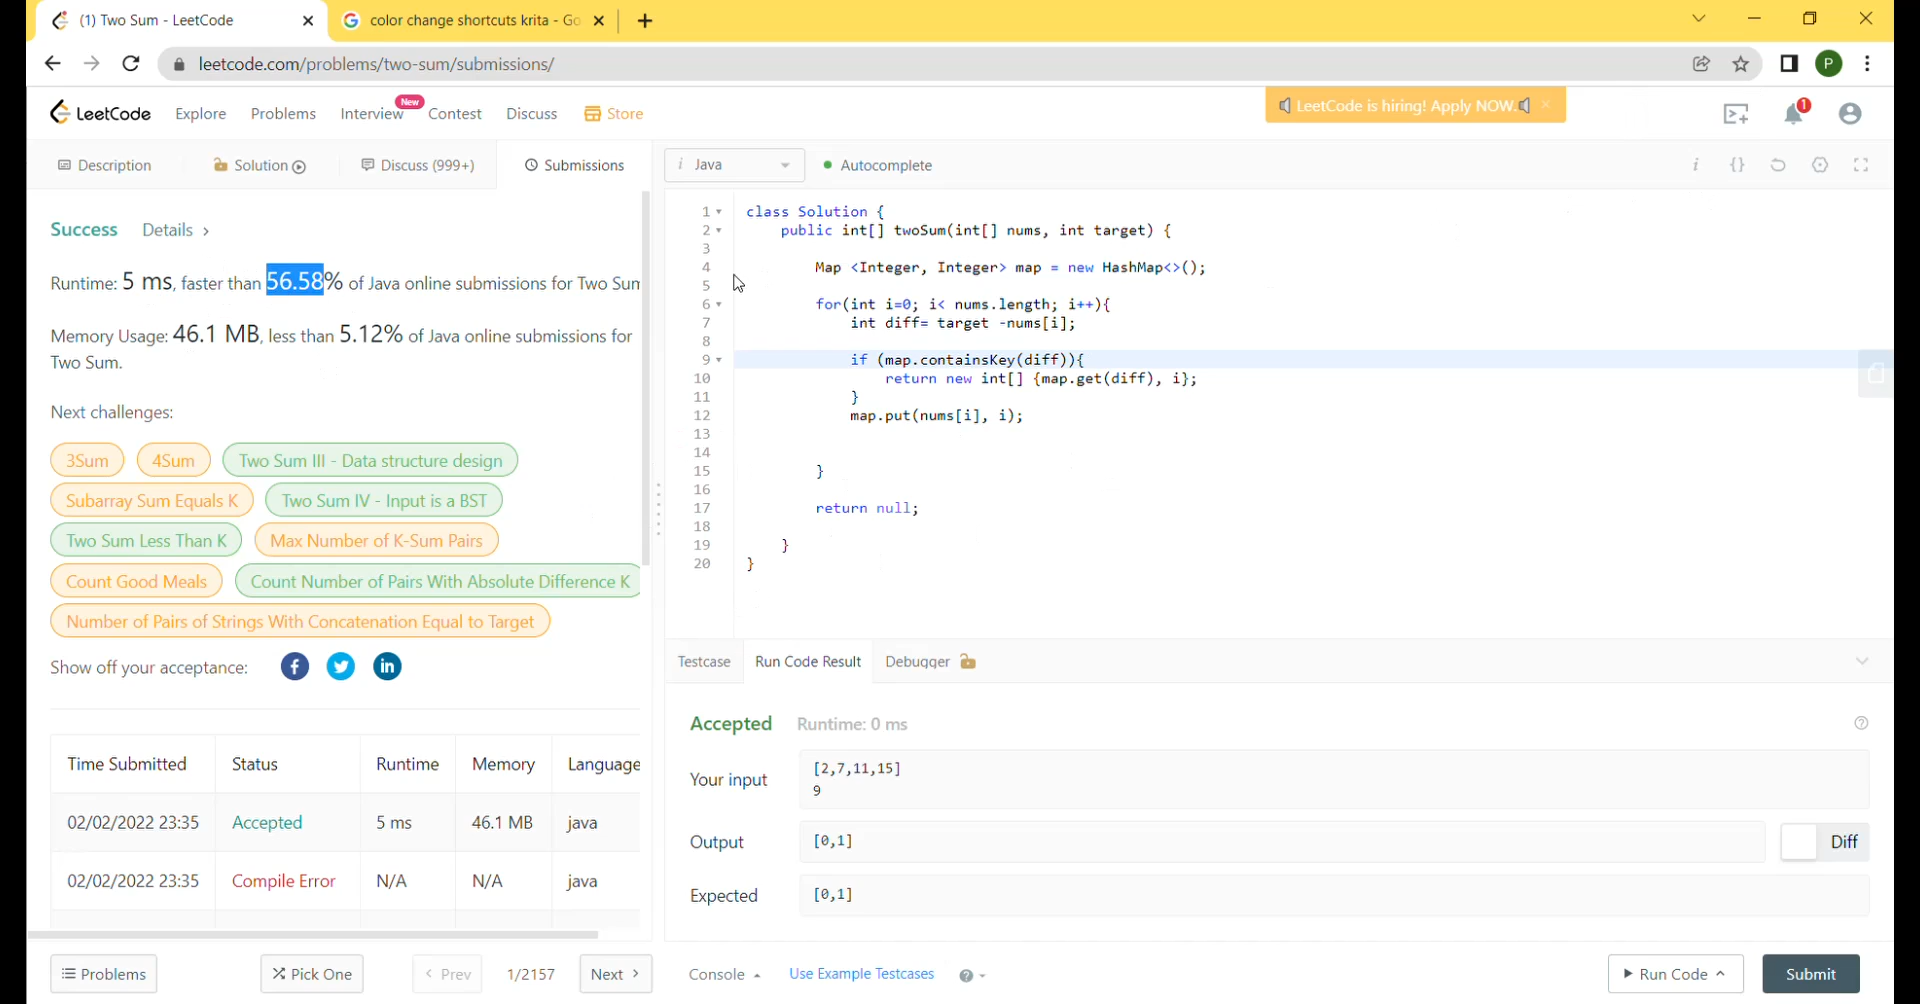 (1) Two Sum - LeetCode
color change shortcuts krita - Go
leetcode.com/problems/two-sum/submissions/
P
LeetCode
Explore
Problems
Interview
New
Contest
Discuss
Store
LeetCode is hiring! Apply NOW.
1
Description
Solution
Discuss (999+)
Submissions
i Java
Autocomplete
Success Details >
Runtime: 5 ms, faster than 56.58% of Java online submissions for Two Sum
Memory Usage: 46.1 MB, less than 5.12% of Java online submissions for
Two Sum.
Next challenges:
3Sum 4Sum Two Sum III - Data structure design
Subarray Sum Equals K Two Sum IV - Input is a BST
Two Sum Less Than K Max Number of K-Sum Pairs
Count Good Meals Count Number of Pairs With Absolute Difference K
Number of Pairs of Strings With Concatenation Equal to Target
Show off your acceptance:
Time Submitted Status Runtime Memory Language
02/02/2022 23:35 Accepted 5 ms 46.1 MB java
02/02/2022 23:35 Compile Error N/A N/A java
Problems
Pick One
< Prev
1/2157
Next >
1 class Solution {
2 public int[] twoSum(int[] nums, int target) {
3
4 Map <Integer, Integer> map = new HashMap<>();
5
6 for(int i=0; i< nums.length; i++){
7 int diff= target -nums[i];
8
9 if (map.containsKey(diff)){
10 return new int[] {map.get(diff), i};
11 }
12 map.put(nums[i], i);
13
14
15 }
16
17 return null;
18
19 }
20 }
Testcase
Run Code Result
Debugger
Accepted Runtime: 0 ms
Your input
[2,7,11,15]
9
Output
[0,1]
Diff
Expected
[0,1]
Console
Use Example Testcases
Run Code
Submit